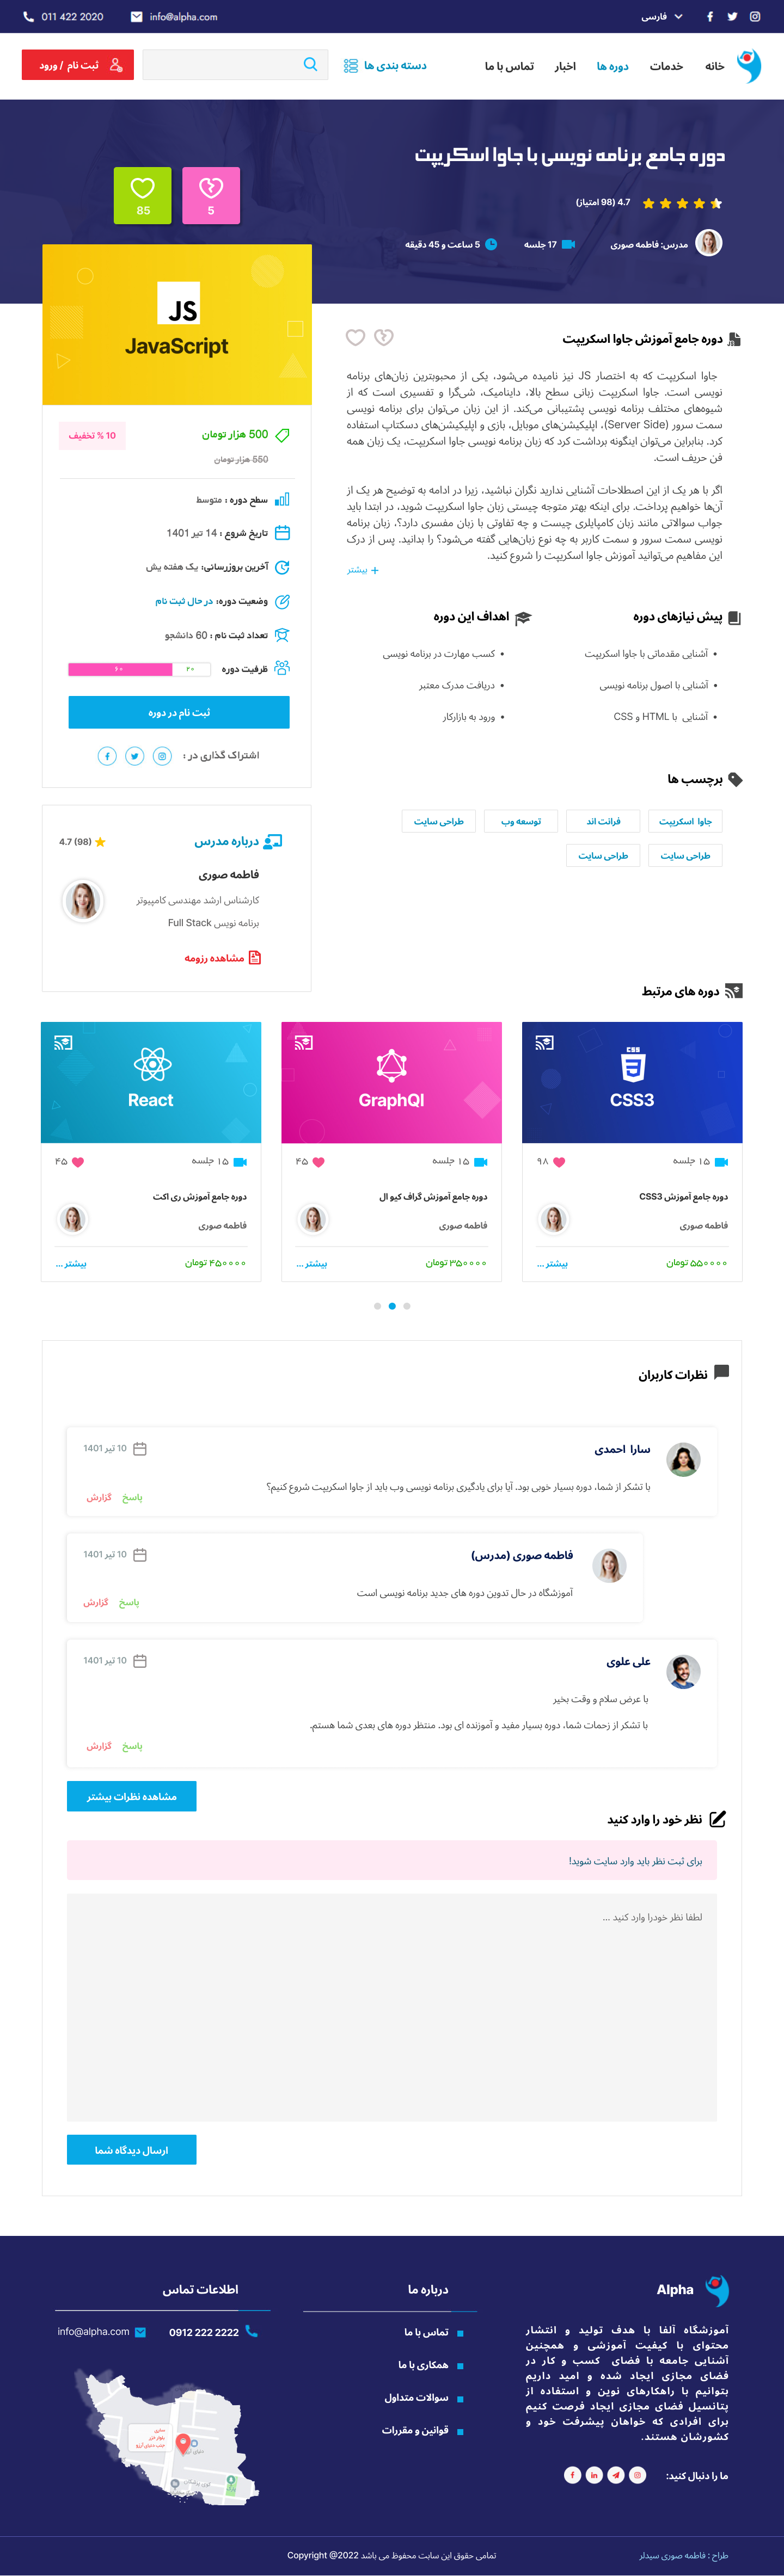 فارسی
info@alpha.com
011 422 2020
خانه
خدمات
دوره ها
اخبار
تماس با ما
دسته بندی ها
ثبت نام / ورود
دوره جامع برنامه نویسی با جاوا اسکریپت
4.7 (98 امتیاز)
مدرس: فاطمه صوری
17 جلسه
5 ساعت و 45 دقیقه
5
85
JS
JavaScript
500 هزار تومان
10 % تخفیف
550 هزار تومان
سطح دوره : متوسط
تاریخ شروع : 14 تیر 1401
آخرین بروزرسانی: یک هفته پیش
وضعیت دوره: در حال ثبت نام
تعداد ثبت نام : 60 دانشجو
ظرفیت دوره
۲۰
۶۰
ثبت نام در دوره
اشتراک گذاری در :
درباره مدرس
4.7 (98)
فاطمه صوری
کارشناس ارشد مهندسی کامپیوتر
برنامه نویس Full Stack
مشاهده رزومه
دوره جامع آموزش جاوا اسکریپت
جاوا اسکریپت که به اختصار JS نیز نامیده می‌شود، یکی از محبوبترین زبان‌های برنامه
نویسی است. جاوا اسکریپت زبانی سطح بالا، داینامیک، شی‌گرا و تفسیری است که از
شیوه‌های مختلف برنامه نویسی پشتیبانی می‌کند. از این زبان می‌توان برای برنامه نویسی
سمت سرور (Server Side)، اپلیکیشن‌های موبایل، بازی و اپلیکیشن‌های دسکتاپ استفاده
کرد. بنابراین می‌توان اینگونه برداشت کرد که زبان برنامه نویسی جاوا اسکریپت، یک زبان همه
فن حریف است.
اگر با هر یک از این اصطلاحات آشنایی ندارید نگران نباشید، زیرا در ادامه به توضیح هر یک از
آن‌ها خواهیم پرداخت. برای اینکه بهتر متوجه چیستی زبان جاوا اسکریپت شوید، در ابتدا باید
جواب سوالاتی مانند زبان کامپایلری چیست و چه تفاوتی با زبان مفسری دارد؟، زبان برنامه
نویسی سمت سرور و سمت کاربر به چه نوع زبان‌هایی گفته می‌شود؟ را بدانید. پس از درک
این مفاهیم می‌توانید آموزش جاوا اسکریپت را شروع کنید.
+ بیشتر
پیش نیازهای دوره
آشنایی مقدماتی با جاوا اسکریپت
آشنایی با اصول برنامه نویسی
آشنایی با HTML و CSS
اهداف این دوره
کسب مهارت در برنامه نویسی
دریافت مدرک معتبر
ورود به بازارکار
برچسب ها
جاوا اسکریپت
فرانت اند
توسعه وب
طراحی سایت
طراحی سایت
طراحی سایت
دوره های مرتبط
CSS
CSS3
۱۵ جلسه
۹۸
دوره جامع آموزش CSS3
فاطمه صوری
۵۵۰۰۰۰ تومان
بیشتر ...
GraphQl
۱۵ جلسه
۴۵
دوره جامع آموزش گراف کیو ال
فاطمه صوری
۳۵۰۰۰۰ تومان
بیشتر ...
React
۱۵ جلسه
۴۵
دوره جامع آموزش ری اکت
فاطمه صوری
۴۵۰۰۰۰ تومان
بیشتر ...
نظرات کاربران
سارا احمدی
10 تیر 1401
با تشکر از شما، دوره بسیار خوبی بود. آیا برای یادگیری برنامه نویسی وب باید از جاوا اسکریپت شروع کنیم؟
پاسخ
گزارش
فاطمه صوری (مدرس)
10 تیر 1401
آموزشگاه در حال تدوین دوره های جدید برنامه نویسی است
پاسخ
گزارش
علی علوی
10 تیر 1401
با عرض سلام و وقت بخیر
با تشکر از زحمات شما، دوره بسیار مفید و آموزنده ای بود. منتظر دوره های بعدی شما هستم.
پاسخ
گزارش
مشاهده نظرات بیشتر
نظر خود را وارد کنید
برای ثبت نظر باید وارد سایت شوید!
لطفا نظر خودرا وارد کنید ...
ارسال دیدگاه شما
Alpha
آموزشگاه آلفا با هدف تولید و انتشار
محتوای با کیفیت آموزشی و همچنین
آشنایی جامعه با فضای کسب و کار در
فضای مجازی ایجاد شده و امید داریم
بتوانیم با راهکارهای نوین و استفاده از
پتانسیل فضای مجازی ایجاد فرصت کنیم
برای افرادی که خواهان پیشرفت خود و
کشورشان هستند.
ما را دنبال کنید:
درباره ما
تماس با ما
همکاری با ما
سوالات متداول
قوانین و مقررات
اطلاعات تماس
0912 222 2222
info@alpha.com
طراح : فاطمه صوری سیدلر
تمامی حقوق این سایت محفوظ می باشد Copyright @2022